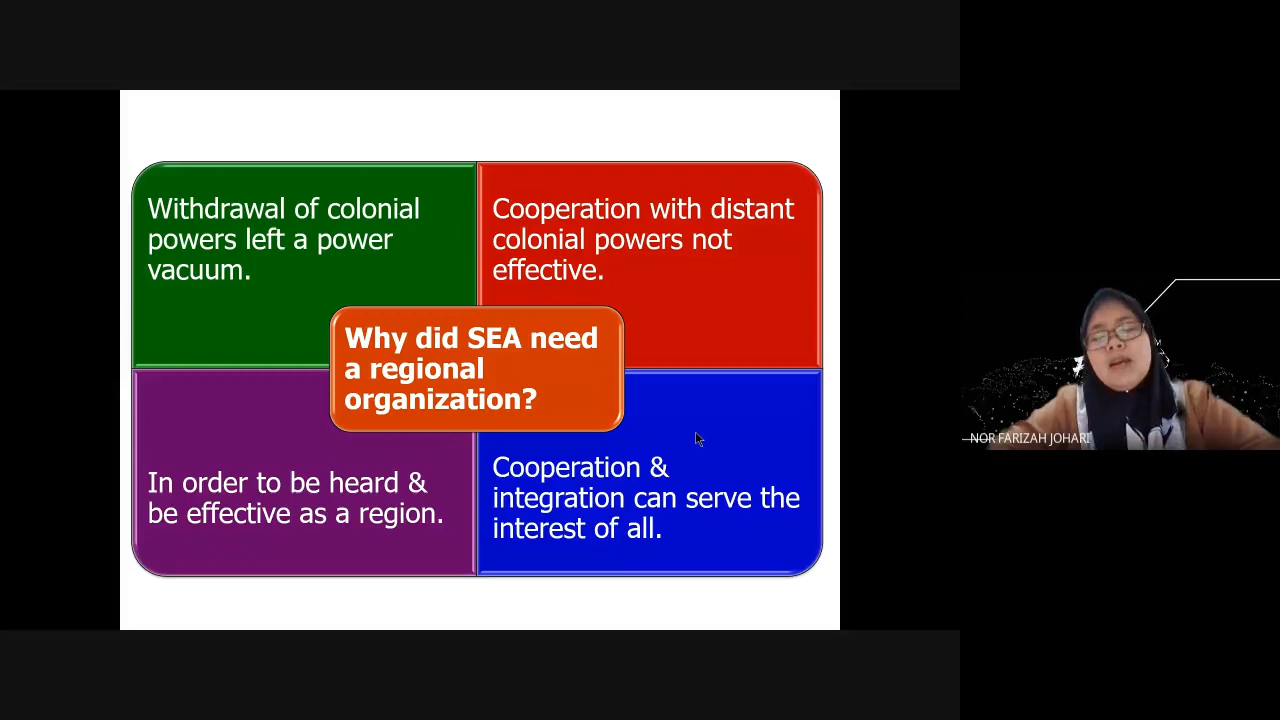 Withdrawal of colonial
powers left a power
vacuum.
Cooperation with distant
colonial powers not
effective.
Why did SEA need
a regional
organization?
In order to be heard &
be effective as a region.
Cooperation &
integration can serve the
interest of all.
NOR FARIZAH JOHARI